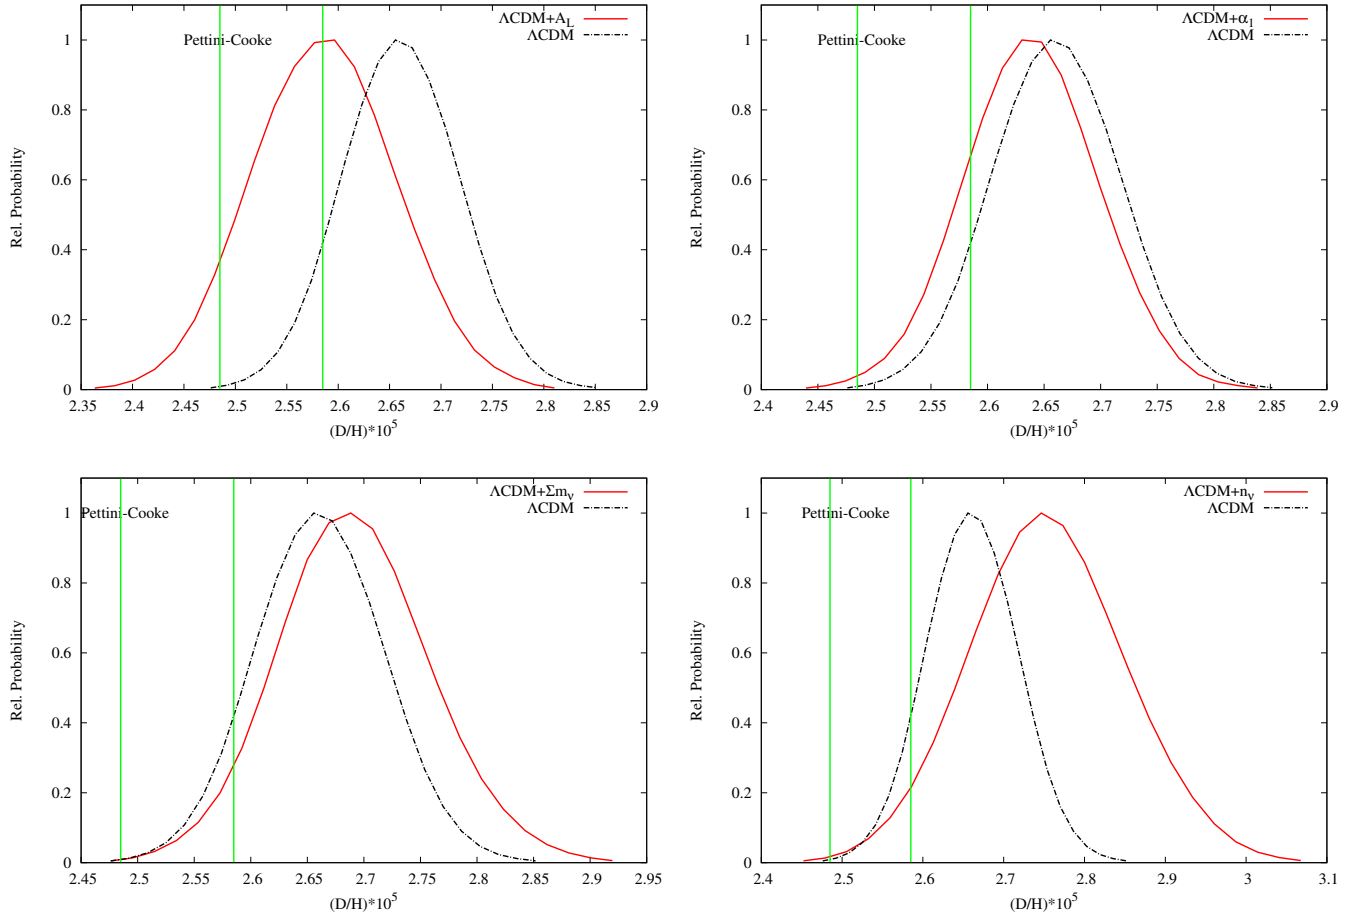 ΛCDM+A_L
Pettini-Cooke ΛCDM
1
0.8
0.6
0.4
0.2
0
Rel. Probability
2.35 2.4 2.45 2.5 2.55 2.6 2.65 2.7 2.75 2.8 2.85 2.9
(D/H)*10^5
ΛCDM+α_1
Pettini-Cooke ΛCDM
1
0.8
0.6
0.4
0.2
0
Rel. Probability
2.4 2.45 2.5 2.55 2.6 2.65 2.7 2.75 2.8 2.85 2.9
(D/H)*10^5
ΛCDM+Σm_ν
Pettini-Cooke ΛCDM
1
0.8
0.6
0.4
0.2
0
Rel. Probability
2.45 2.5 2.55 2.6 2.65 2.7 2.75 2.8 2.85 2.9 2.95
(D/H)*10^5
ΛCDM+n_ν
Pettini-Cooke ΛCDM
1
0.8
0.6
0.4
0.2
0
Rel. Probability
2.4 2.5 2.6 2.7 2.8 2.9 3 3.1
(D/H)*10^5